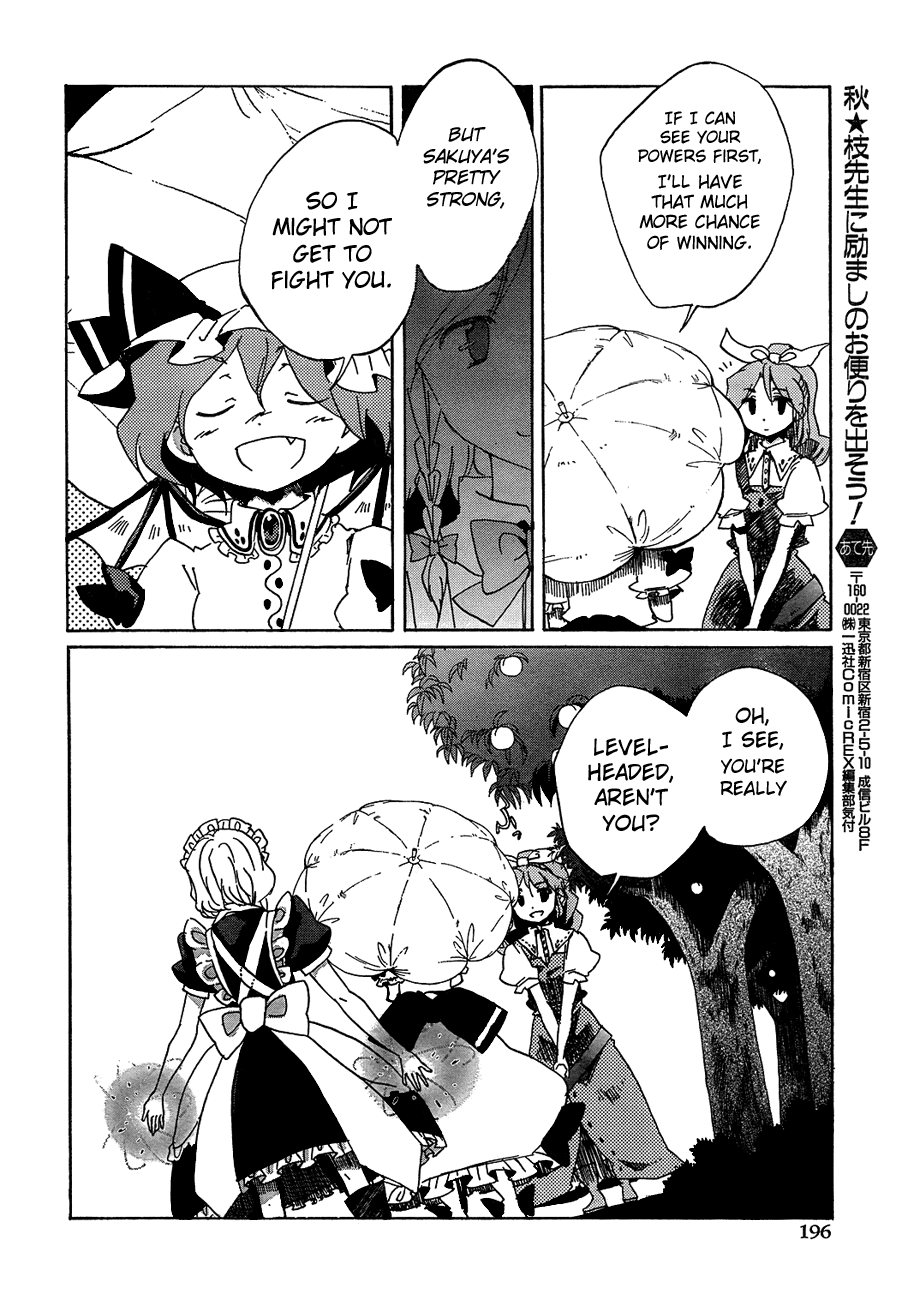 秋★枝先生に励ましのお便りを出そう！
あて先
〒160-0022 東京都新宿区新宿2-5-10 成信ビル8F
㈱一迅社ComicREX編集部気付
IF I CAN
SEE YOUR
POWERS FIRST,
I'LL HAVE
THAT MUCH
MORE CHANCE
OF WINNING.
BUT
SAKUYA'S
PRETTY
STRONG,
SO I
MIGHT NOT
GET TO
FIGHT YOU.
OH,
I SEE,
YOU'RE
REALLY
LEVEL-
HEADED,
AREN'T
YOU?
196